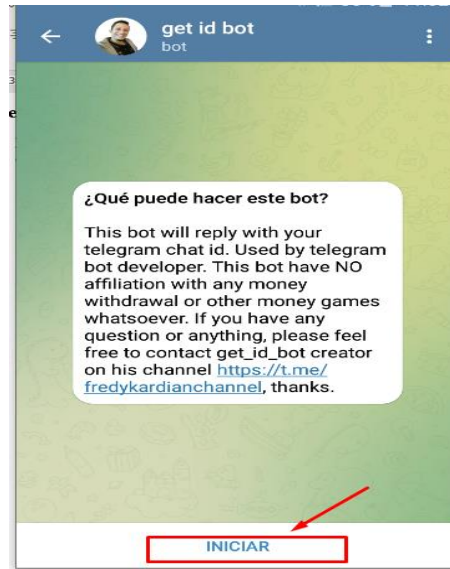 get id bot
bot
¿Qué puede hacer este bot?
This bot will reply with your
telegram chat id. Used by telegram
bot developer. This bot have NO
affiliation with any money
withdrawal or other money games
whatsoever. If you have any
question or anything, please feel
free to contact get_id_bot creator
on his channel https://t.me/
fredykardianchannel, thanks.
INICIAR